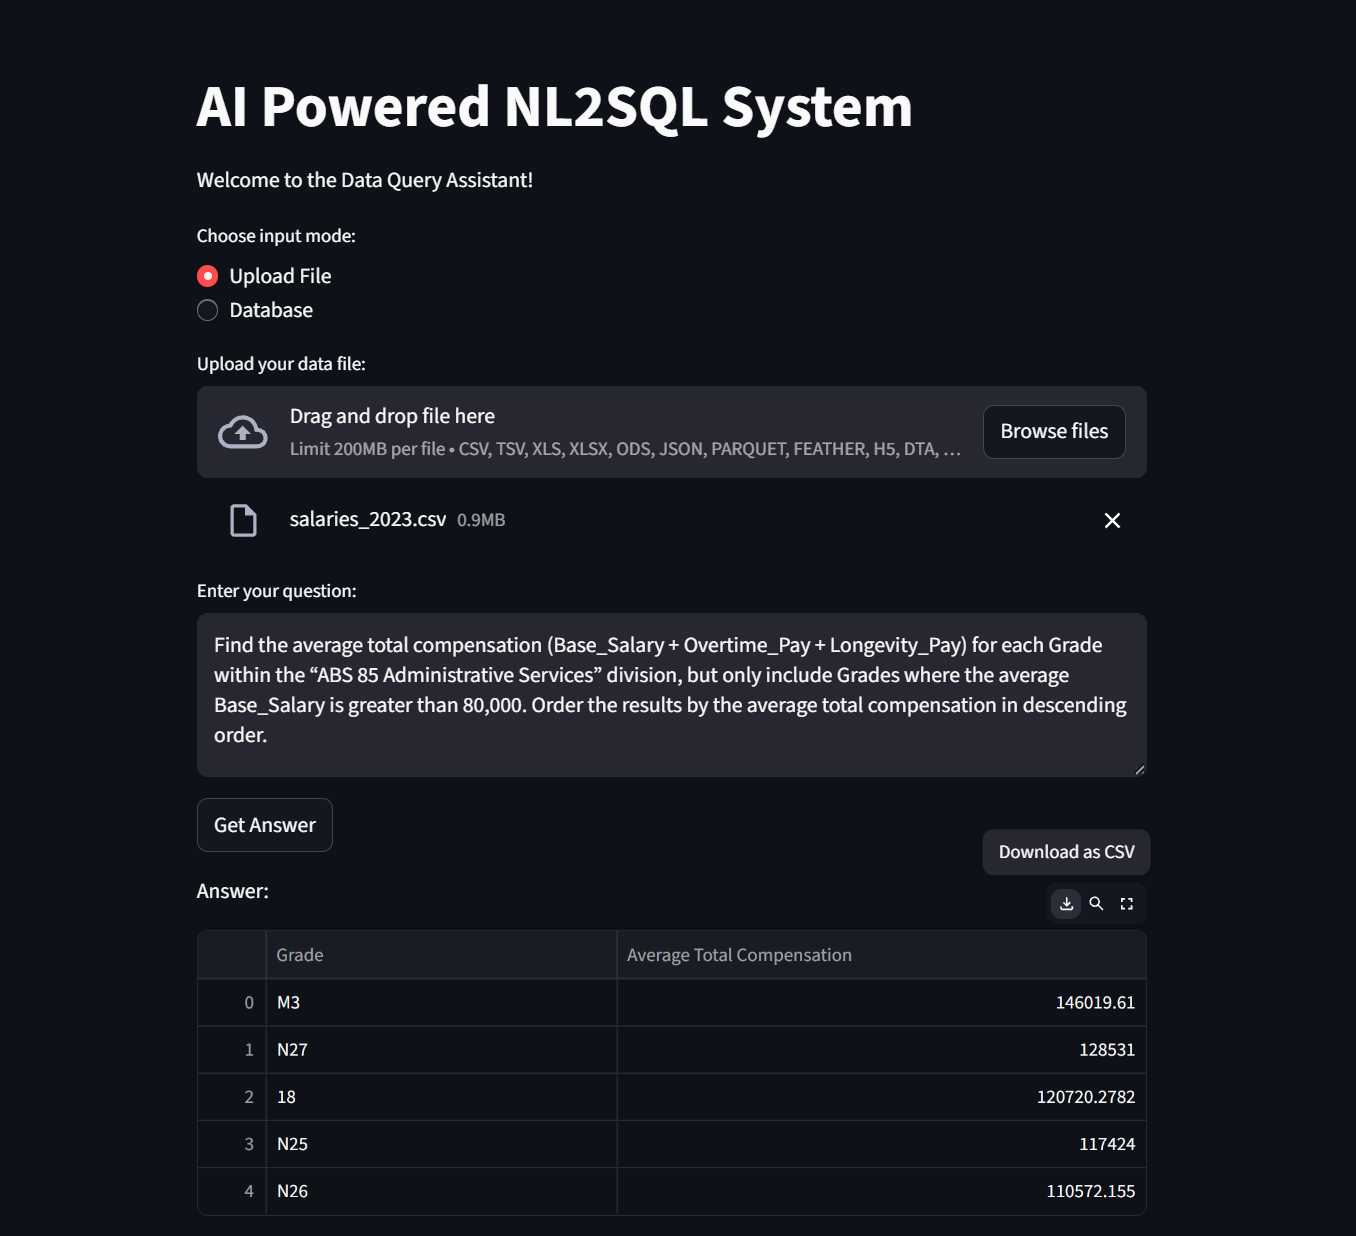 AI Powered NL2SQL System
Welcome to the Data Query Assistant!
Choose input mode:
Upload File
Database
Upload your data file:
Drag and drop file here
Limit 200MB per file • CSV, TSV, XLS, XLSX, ODS, JSON, PARQUET, FEATHER, H5, DTA, …
Browse files
salaries_2023.csv 0.9MB
Enter your question:
Find the average total compensation (Base_Salary + Overtime_Pay + Longevity_Pay) for each Grade
within the “ABS 85 Administrative Services” division, but only include Grades where the average
Base_Salary is greater than 80,000. Order the results by the average total compensation in descending
order.
Get Answer
Download as CSV
Answer:
Grade Average Total Compensation
0 M3 146019.61
1 N27 128531
2 18 120720.2782
3 N25 117424
4 N26 110572.155